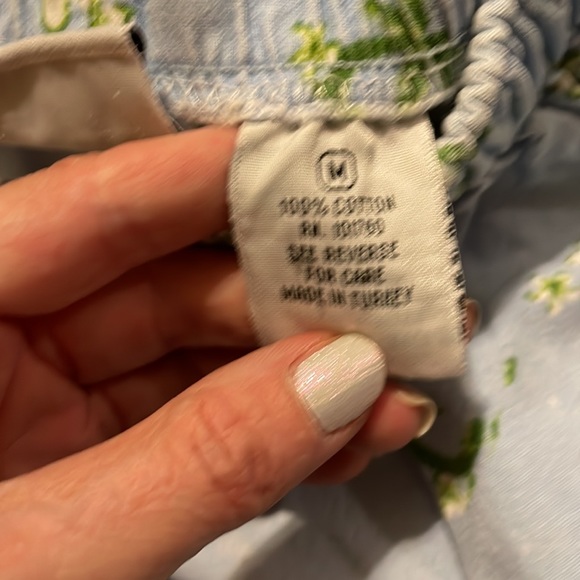 M
100% COTTON
RN. 101760
SEE REVERSE
FOR CARE
MADE IN TURKEY